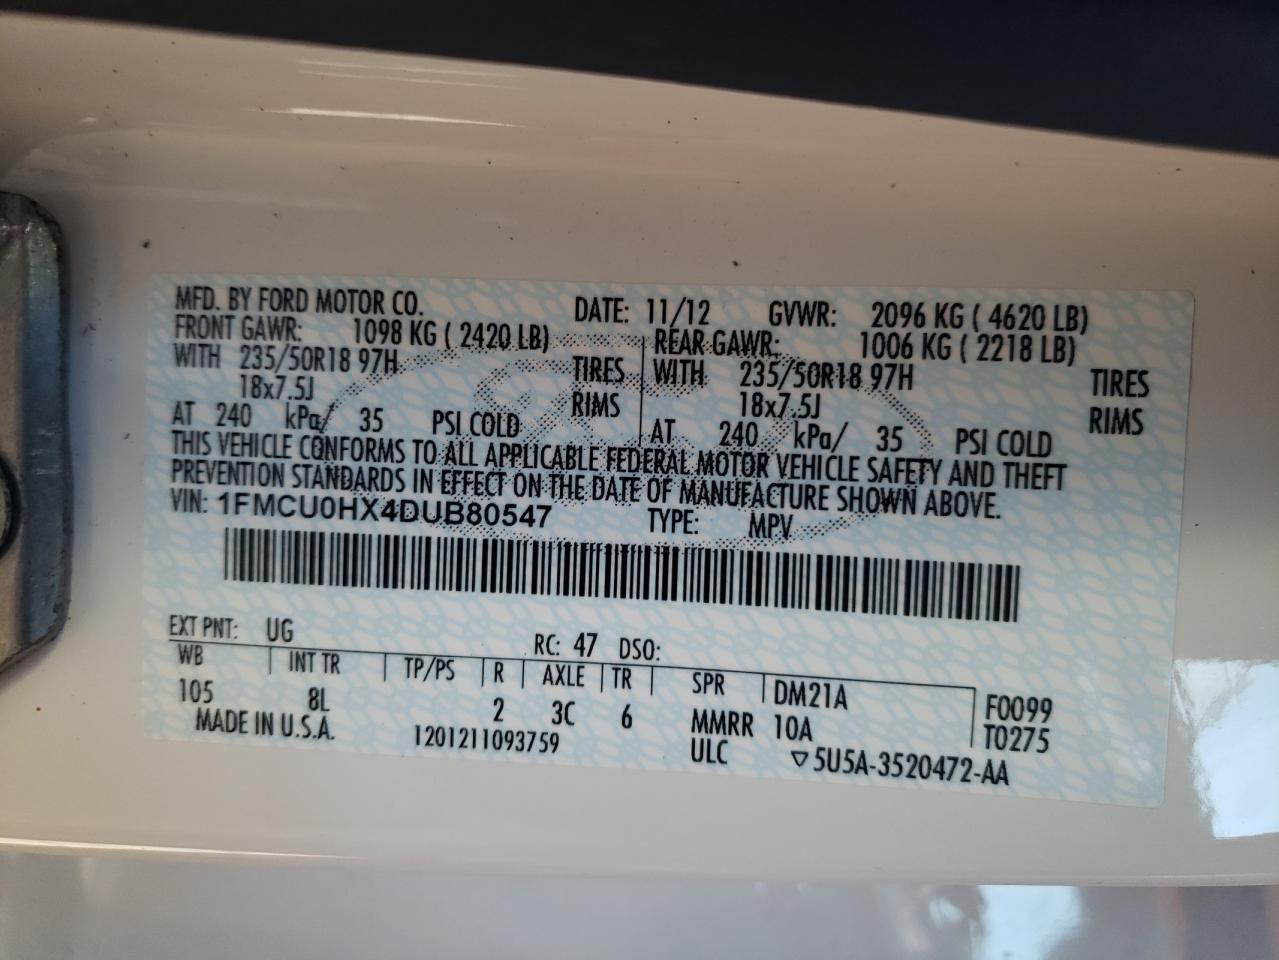 MFD. BY FORD MOTOR CO. DATE: 11/12 GVWR: 2096 KG ( 4620 LB)
FRONT GAWR: 1098 KG ( 2420 LB) REAR GAWR: 1006 KG ( 2218 LB)
WITH 235/50R18 97H TIRES WITH 235/50R18 97H TIRES
18x7.5J RIMS 18x7.5J RIMS
AT 240 kPa/ 35 PSI COLD AT 240 kPa/ 35 PSI COLD
THIS VEHICLE CONFORMS TO ALL APPLICABLE FEDERAL MOTOR VEHICLE SAFETY AND THEFT
PREVENTION STANDARDS IN EFFECT ON THE DATE OF MANUFACTURE SHOWN ABOVE.
VIN: 1FMCU0HX4DUB80547 TYPE: MPV
EXT PNT: UG RC: 47 DSO:
WB INT TR TP/PS R AXLE TR SPR DM21A F0099
105 8L 2 3C 6 MMRR 10A T0275
MADE IN U.S.A. 1201211093759 ULC ▽5U5A-3520472-AA